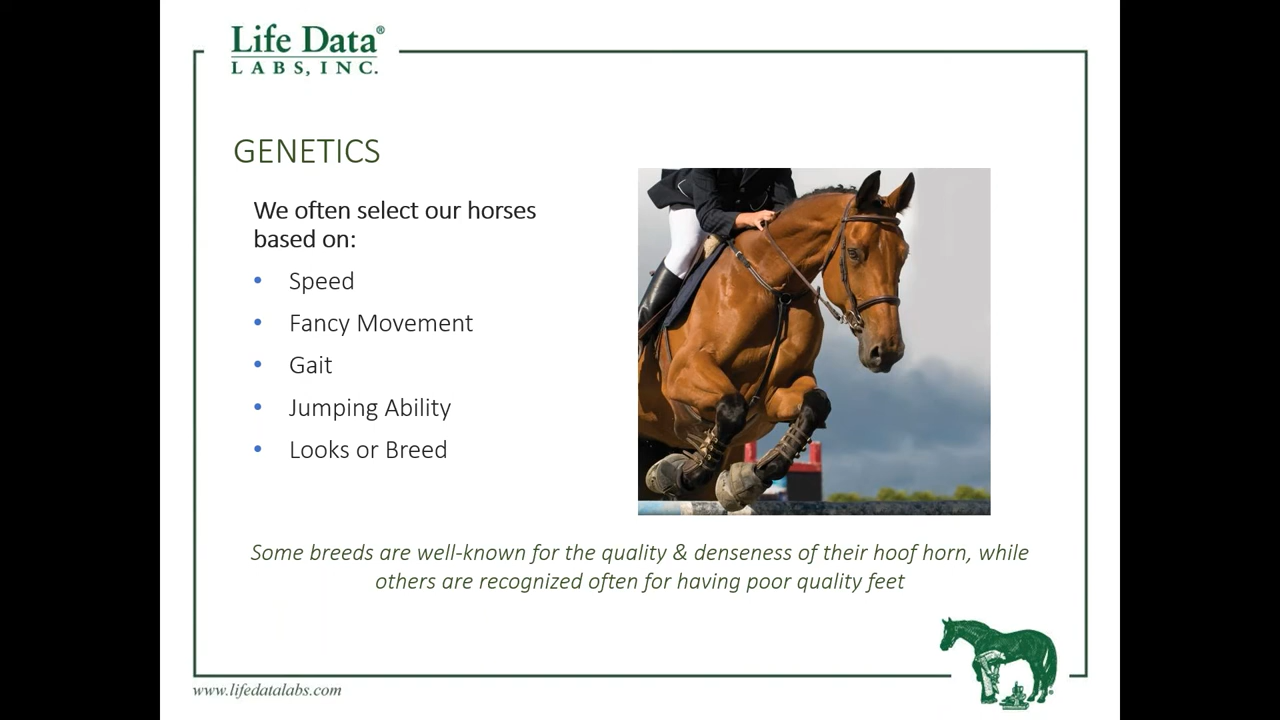 Life Data®
LABS, INC.
GENETICS
We often select our horses
based on:
• Speed
• Fancy Movement
• Gait
• Jumping Ability
• Looks or Breed
Some breeds are well-known for the quality & denseness of their hoof horn, while
others are recognized often for having poor quality feet
www.lifedatalabs.com